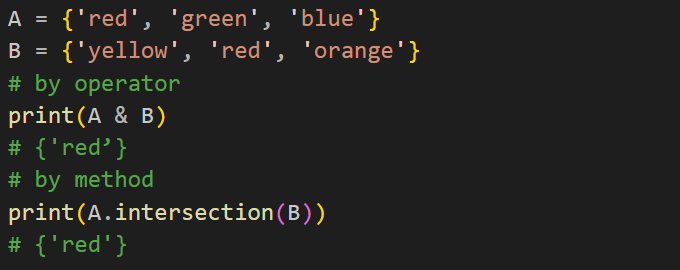 A = {'red', 'green', 'blue'}
B = {'yellow', 'red', 'orange'}
# by operator
print(A & B)
# {'red’}
# by method
print(A.intersection(B))
# {'red'}